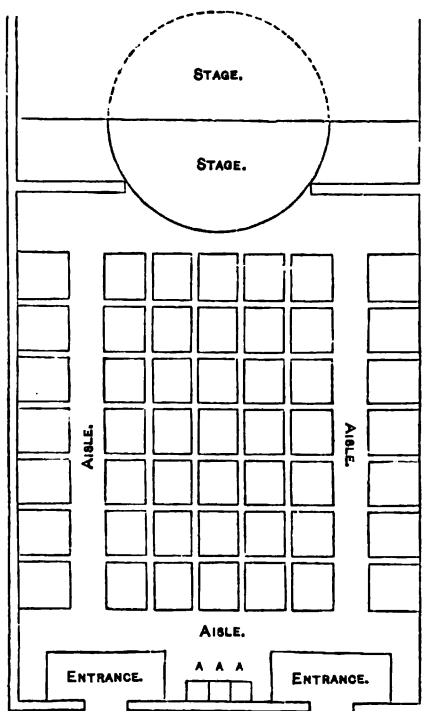 STAGE.
STAGE.
AISLE.
AISLE.
AISLE.
A A A
ENTRANCE.
ENTRANCE.